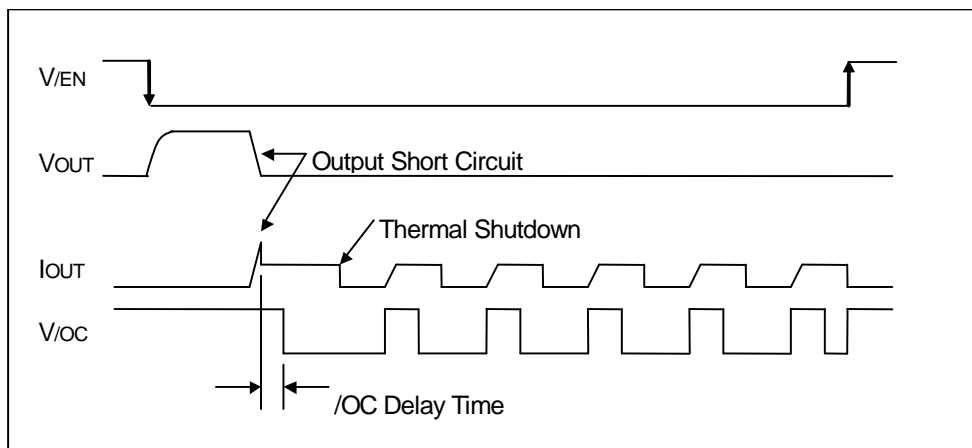 V/EN
VOUT
Output Short Circuit
Thermal Shutdown
IOUT
V/OC
/OC Delay Time